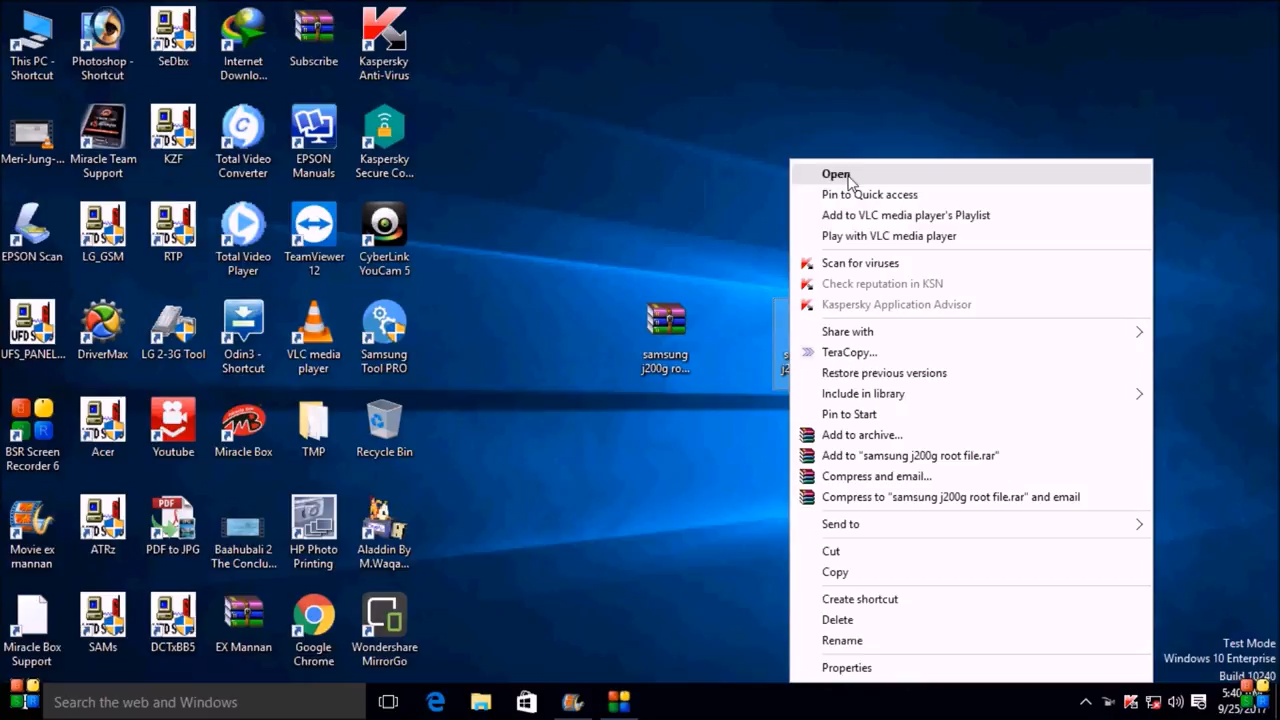 This PC -
Shortcut
Photoshop -
Shortcut
SeDbx
Internet
Downlo...
Subscribe
Kaspersky
Anti-Virus
Meri-Jung-...
Miracle Team
Support
KZF
Total Video
Converter
EPSON
Manuals
Kaspersky
Secure Co...
EPSON Scan
LG_GSM
RTP
Total Video
Player
TeamViewer
12
CyberLink
YouCam 5
UFS_PANEL...
DriverMax
LG 2-3G Tool
Odin3 -
Shortcut
VLC media
player
Samsung
Tool PRO
samsung
j200g ro...
BSR Screen
Recorder 6
Acer
Youtube
Miracle Box
TMP
Recycle Bin
Movie ex
mannan
ATRz
PDF to JPG
Baahubali 2
The Conclu...
HP Photo
Printing
Aladdin By
M.Waqa...
Miracle Box
Support
SAMs
DCTxBB5
EX Mannan
Google
Chrome
Wondershare
MirrorGo
Open
Pin to Quick access
Add to VLC media player's Playlist
Play with VLC media player
Scan for viruses
Check reputation in KSN
Kaspersky Application Advisor
Share with
TeraCopy...
Restore previous versions
Include in library
Pin to Start
Add to archive...
Add to "samsung j200g root file.rar"
Compress and email...
Compress to "samsung j200g root file.rar" and email
Send to
Cut
Copy
Create shortcut
Delete
Rename
Properties
Test Mode
Windows 10 Enterprise
Build 10240
Search the web and Windows
5:40
9/25/2017